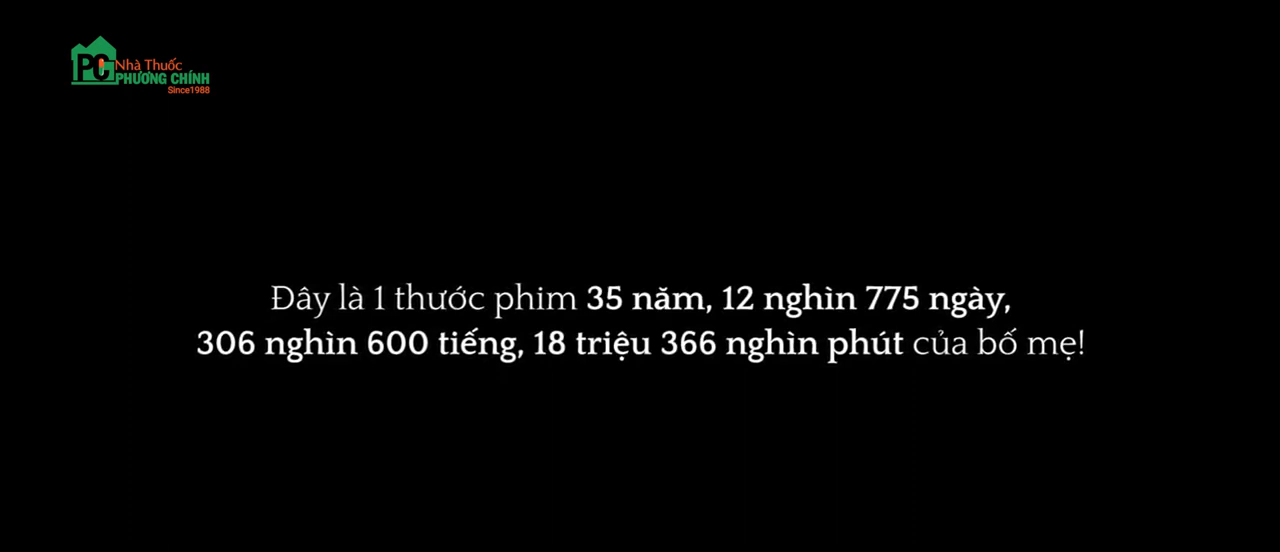 PC
Nhà Thuốc
PHƯƠNG CHÍNH
Since1988
Đây là 1 thước phim 35 năm, 12 nghìn 775 ngày,
306 nghìn 600 tiếng, 18 triệu 366 nghìn phút của bố mẹ!